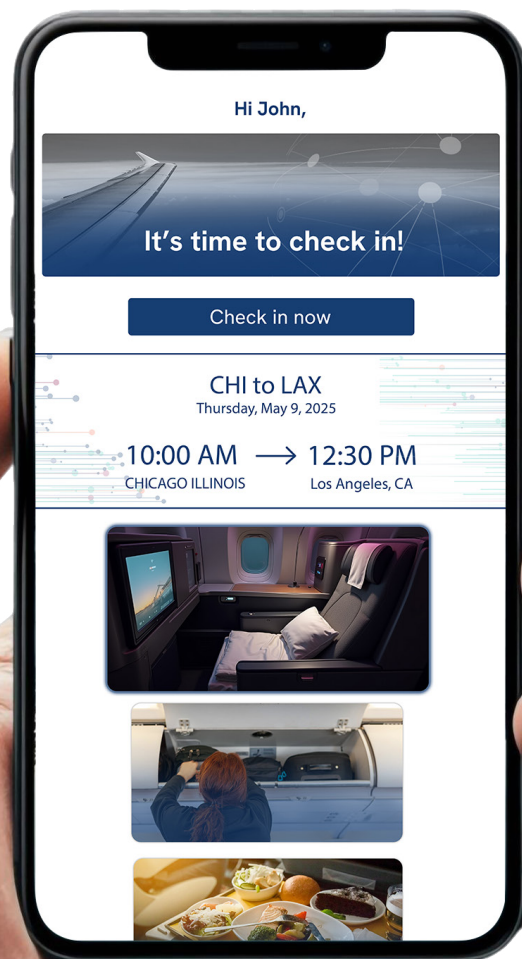 Hi John,
It's time to check in!
Check in now
CHI to LAX
Thursday, May 9, 2025
10:00 AM → 12:30 PM
CHICAGO ILLINOIS Los Angeles, CA